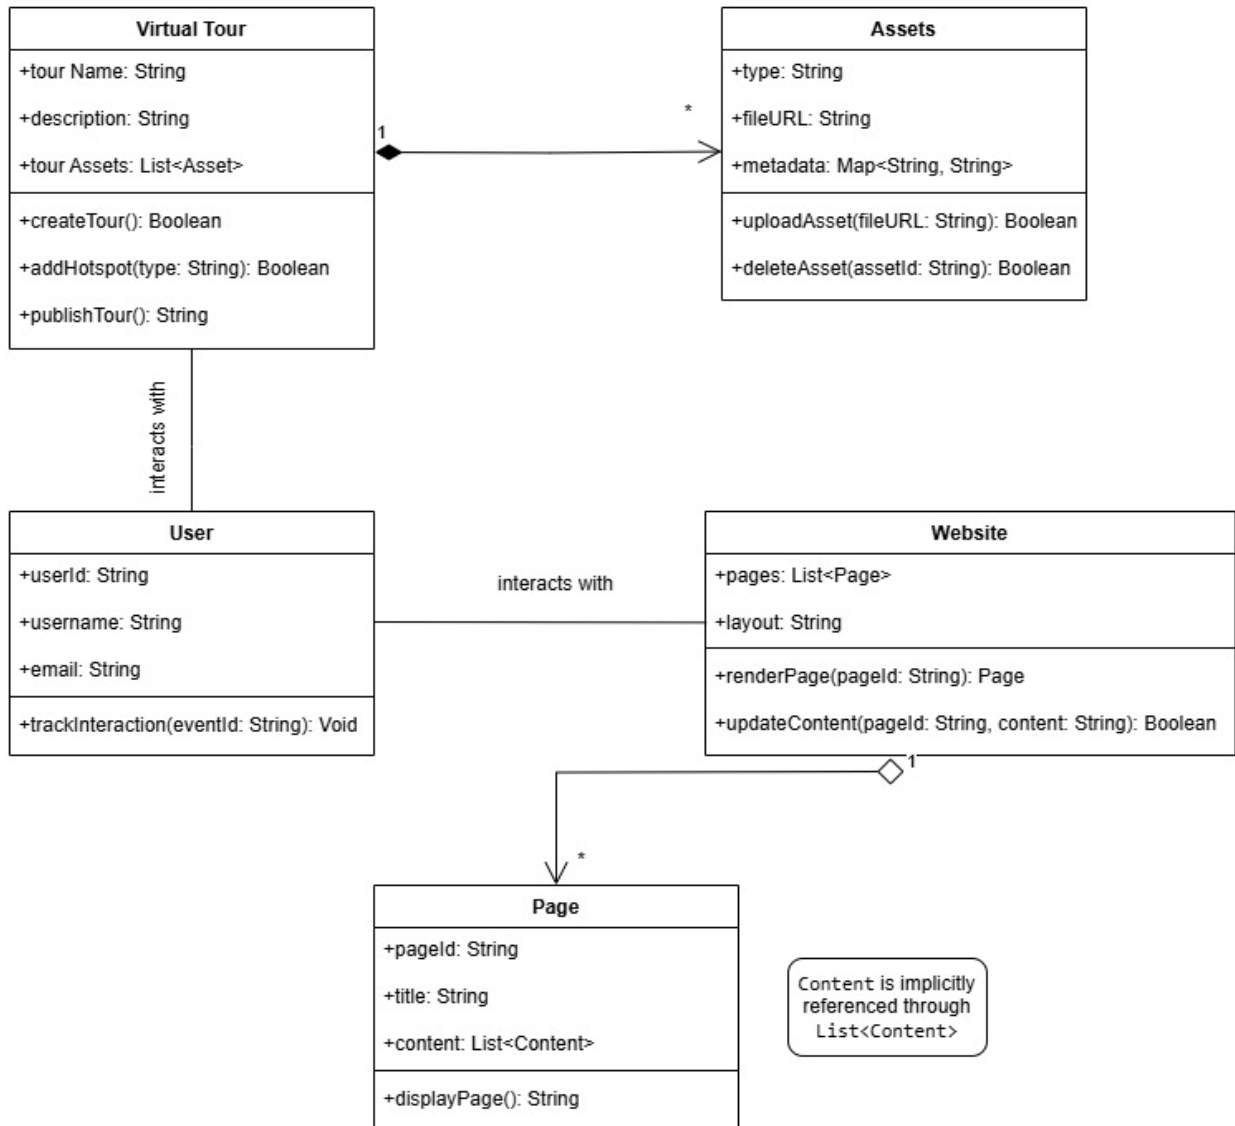 Virtual Tour
+tour Name: String
+description: String
+tour Assets: List<Asset>
+createTour(): Boolean
+addHotspot(type: String): Boolean
+publishTour(): String
1
*
Assets
+type: String
+fileURL: String
+metadada: Map<String, String>
+uploadAsset(fileURL: String): Boolean
+deleteAsset(assetId: String): Boolean
interacts with
User
+userId: String
+username: String
+email: String
+trackInteraction(eventId: String): Void
interacts with
Website
+pages: List<Page>
+layout: String
+renderPage(pageId: String): Page
+updateContent(pageId: String, content: String): Boolean
1
*
Page
+pageId: String
+title: String
+content: List<Content>
+displayPage(): String
Content is implicitly
referenced through
List<Content>